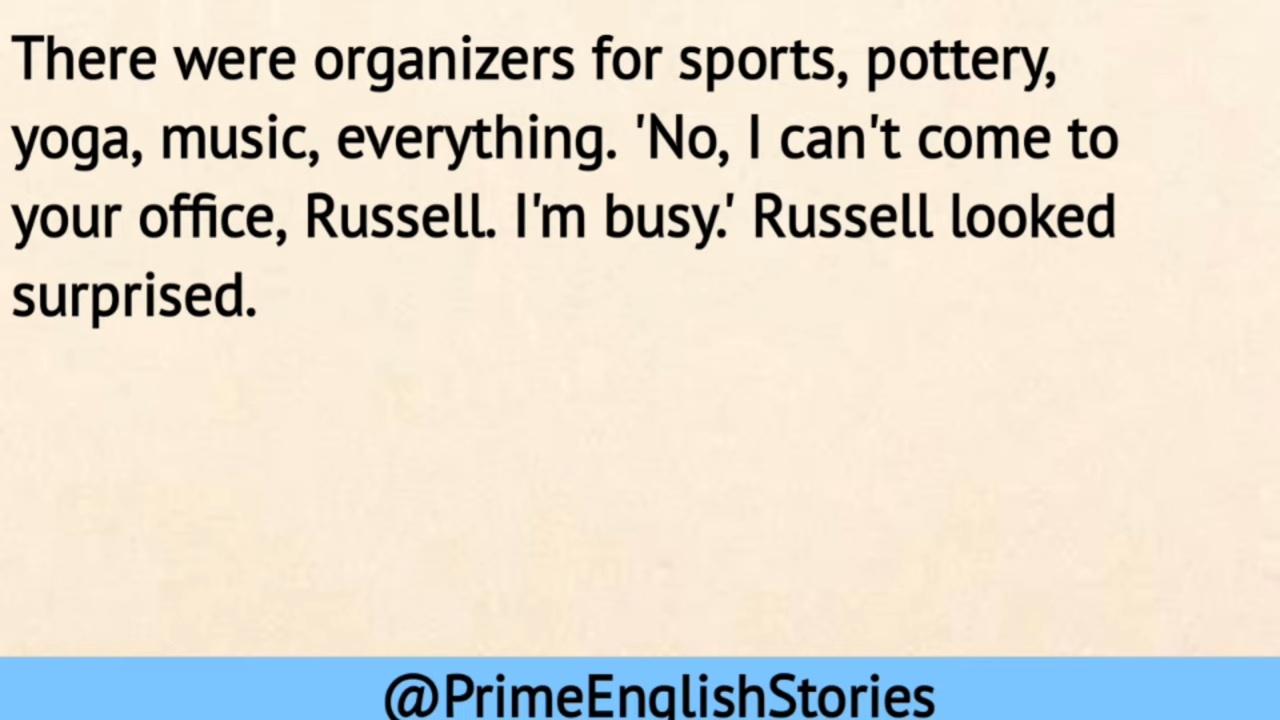 There were organizers for sports, pottery,
yoga, music, everything. 'No, I can't come to
your office, Russell. I'm busy.' Russell looked
surprised.
@PrimeEnglishStories